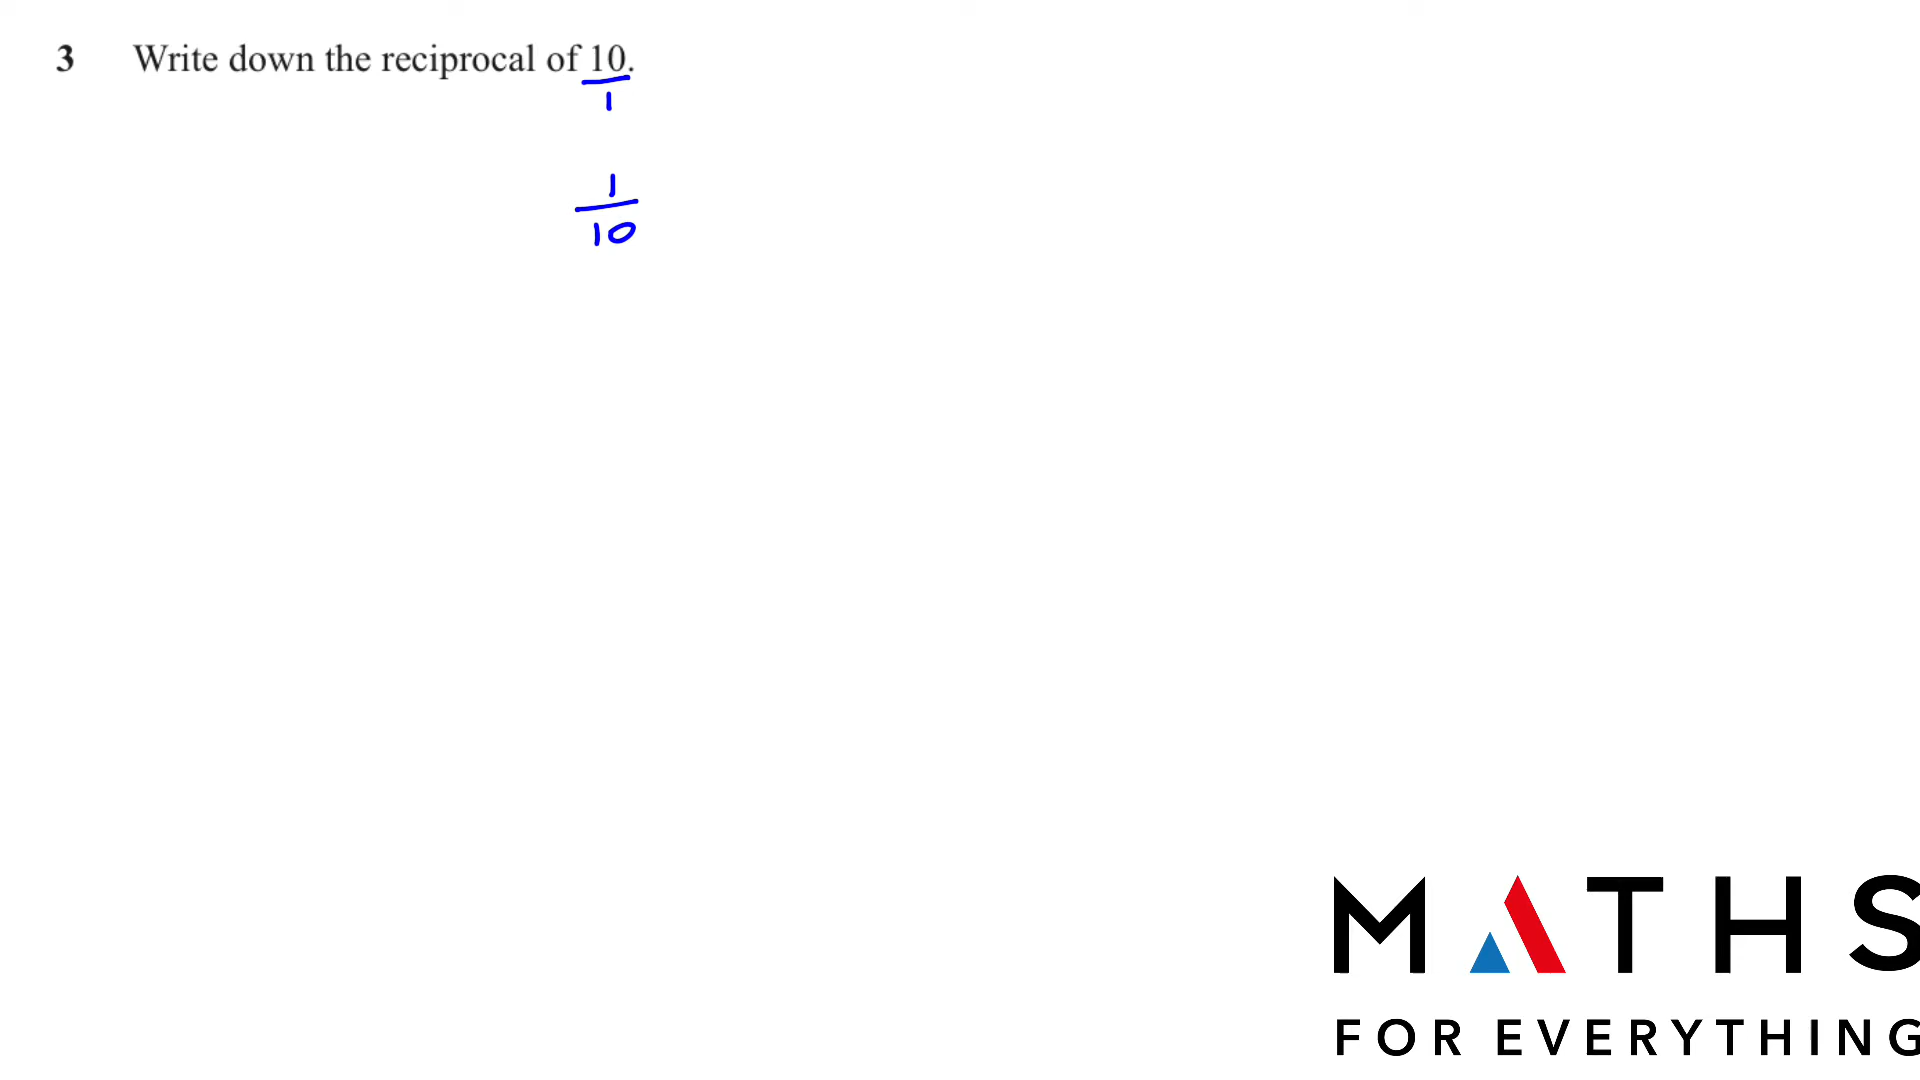 3 Write down the reciprocal of 10.
1
1
10
MATHS
FOR EVERYTHING